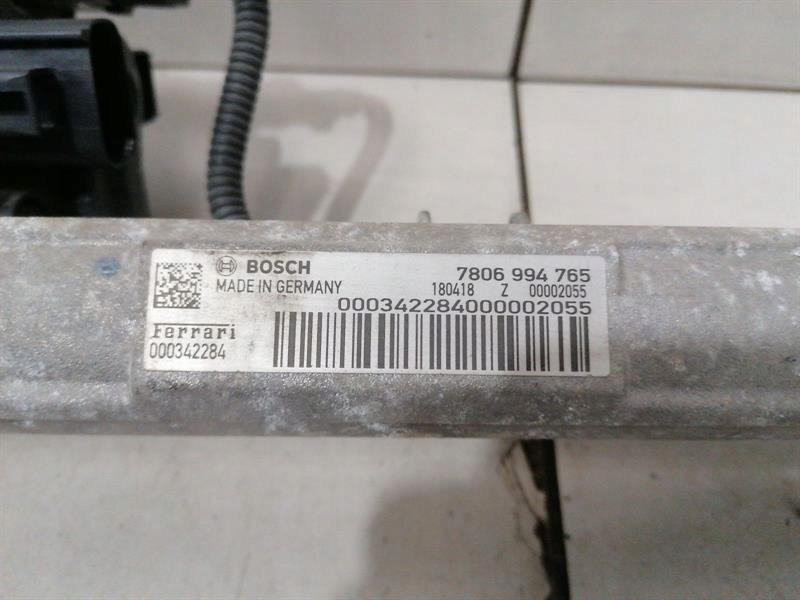 BOSCH 7806 994 765
MADE IN GERMANY 180418 Z 00002055
000342284000002055
Ferrari
000342284